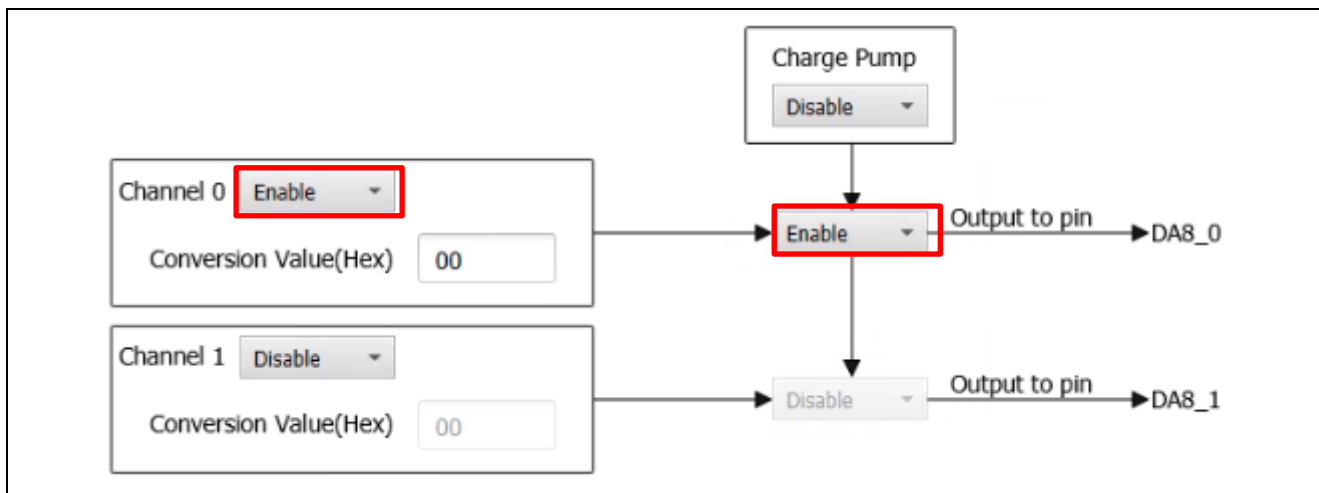 Charge Pump
Disable
Channel 0 Enable
Conversion Value(Hex) 00
Enable Output to pin DA8_0
Channel 1 Disable
Conversion Value(Hex) 00
Disable Output to pin DA8_1